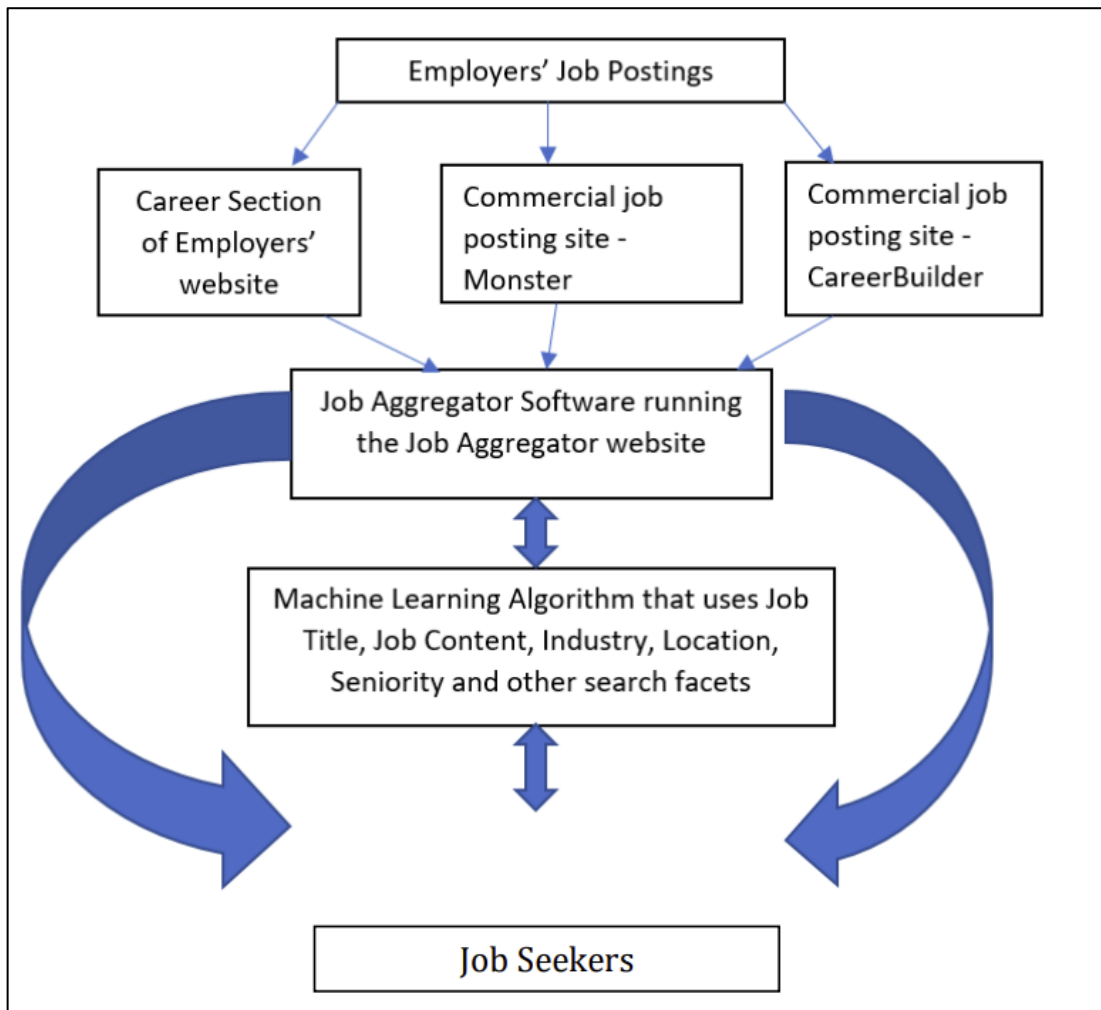 Employers’ Job Postings
Career Section
of Employers’
website
Commercial job
posting site -
Monster
Commercial job
posting site -
CareerBuilder
Job Aggregator Software running
the Job Aggregator website
Machine Learning Algorithm that uses Job
Title, Job Content, Industry, Location,
Seniority and other search facets
Job Seekers